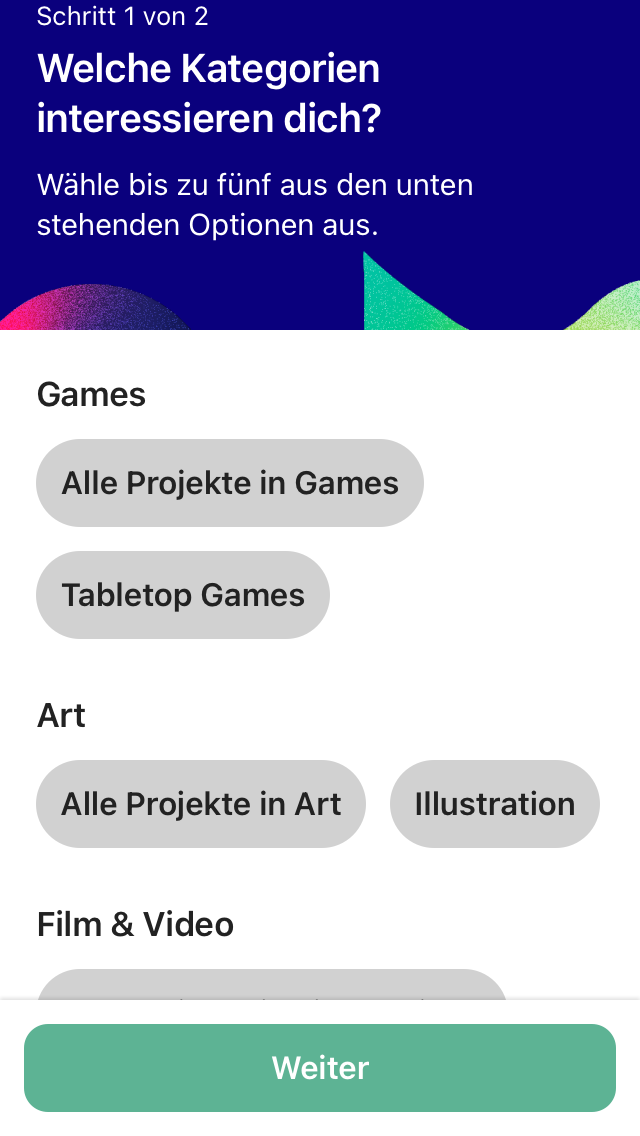 Schritt 1 von 2
Welche Kategorien
interessieren dich?
Wähle bis zu fünf aus den unten
stehenden Optionen aus.
Games
Alle Projekte in Games
Tabletop Games
Art
Alle Projekte in Art
Illustration
Film & Video
Weiter